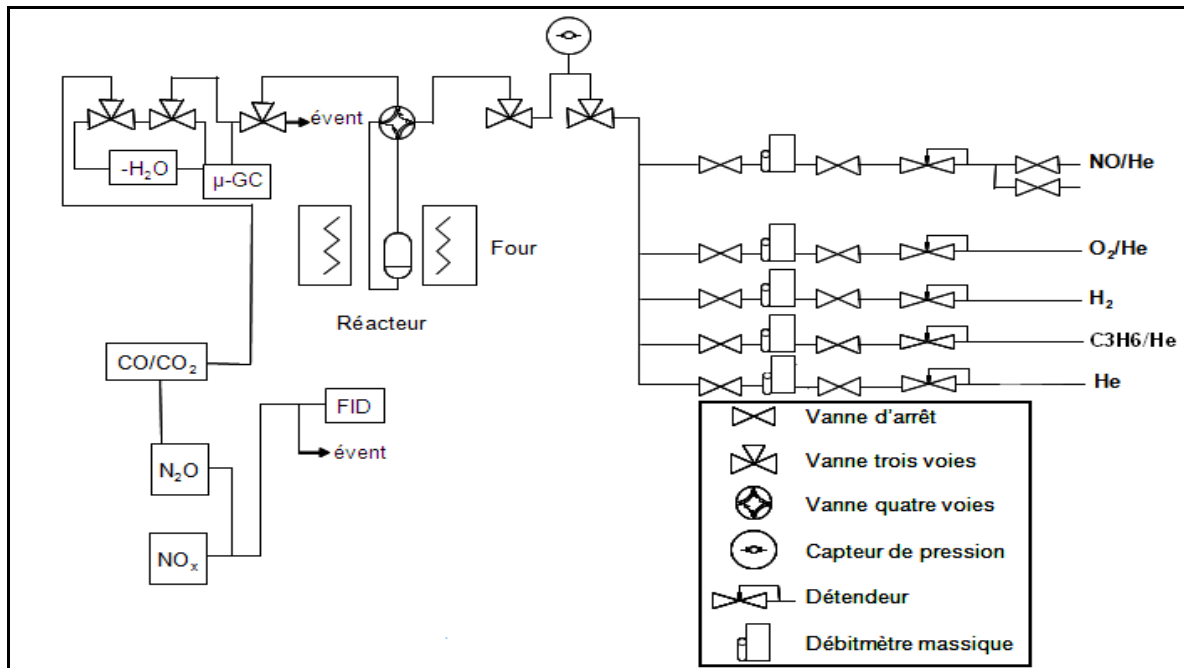 évent
-H₂O
µ-GC
NO/He
O₂/He
H₂
C3H6/He
He
Four
Réacteur
CO/CO₂
FID
évent
N₂O
NOₓ
Vanne d'arrêt
Vanne trois voies
Vanne quatre voies
Capteur de pression
Détendeur
Débitmètre massique